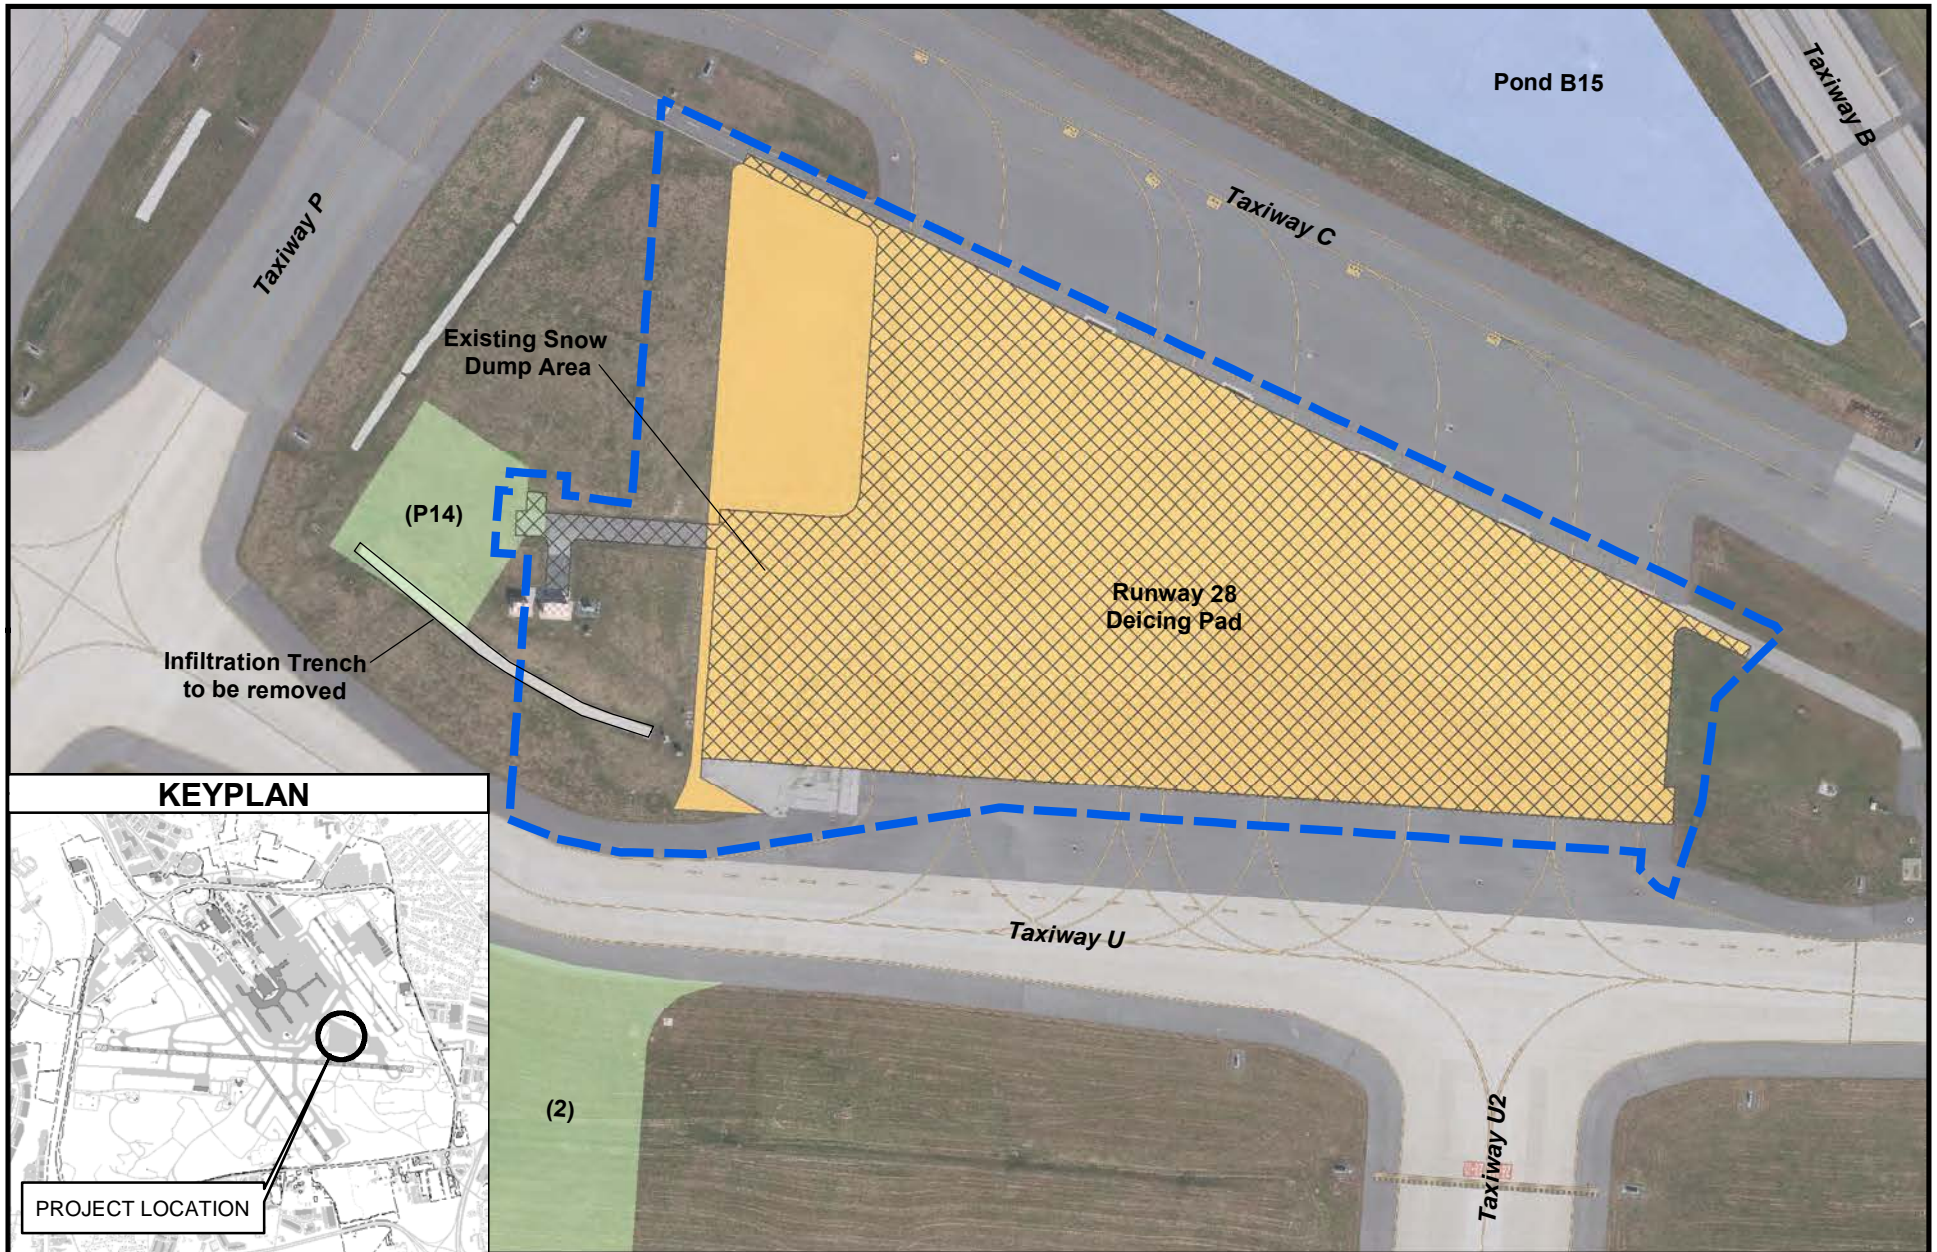 Pond B15
Taxiway B
Taxiway P
Taxiway C
Existing Snow
Dump Area
(P14)
Runway 28
Deicing Pad
Infiltration Trench
to be removed
KEYPLAN
Taxiway U
(2)
Taxiway U2
PROJECT LOCATION